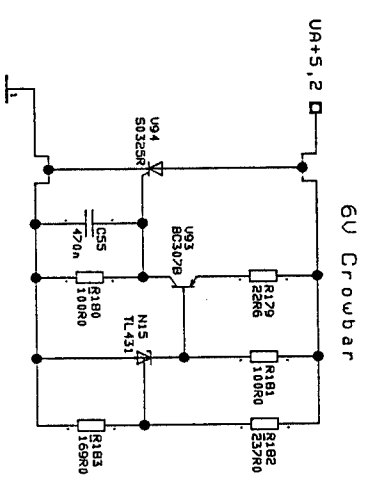 6V Crowbar
UA+5,2
V94
S0325R
C55
470n
V93
BC307B
R179
22R6
R180
100R0
N15
TL431
R181
100R0
R182
237R0
R183
169R0
1